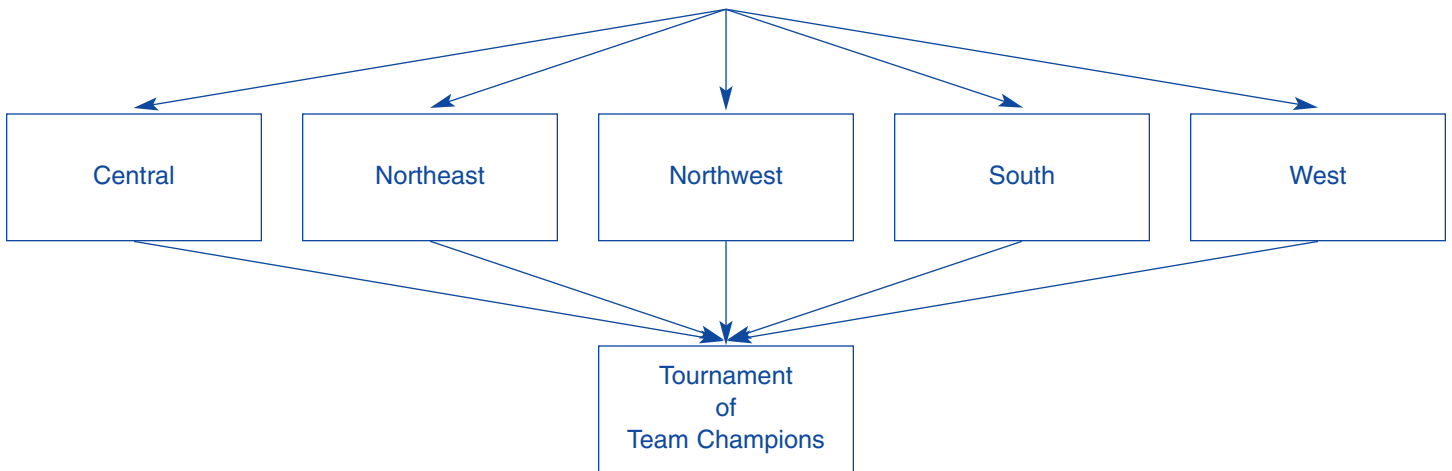 Central
Northeast
Northwest
South
West
Tournament
of
Team Champions